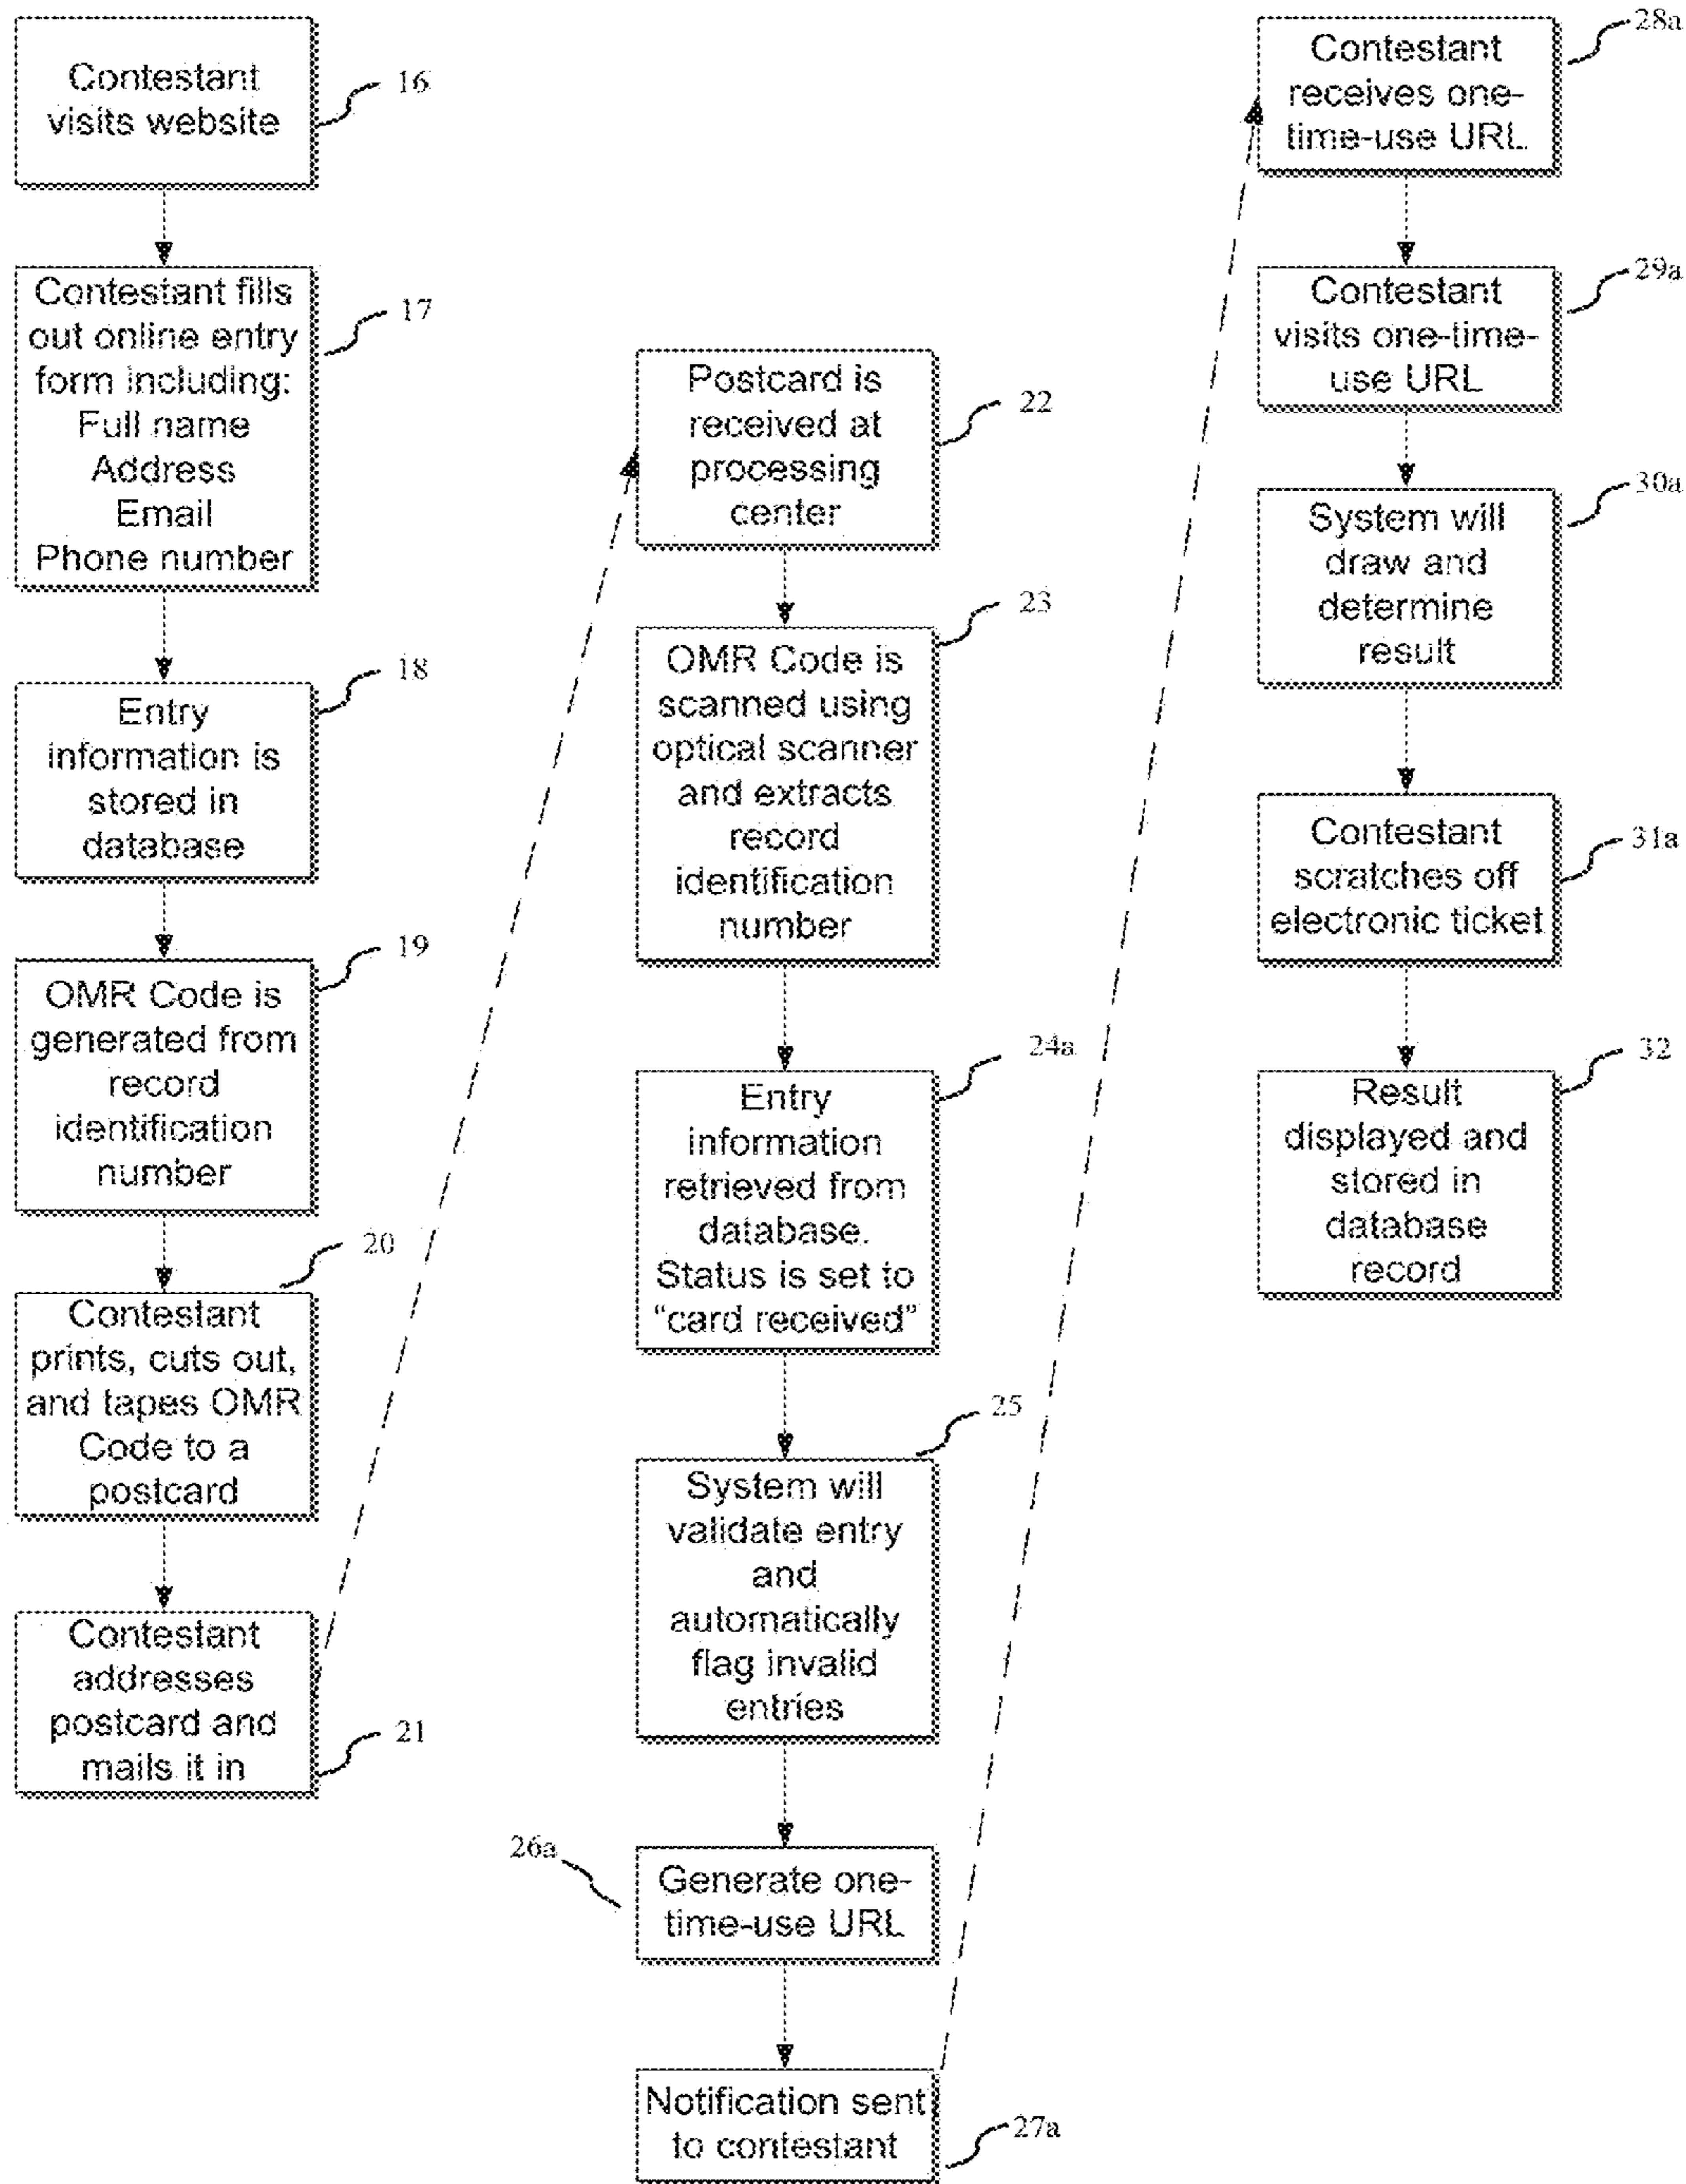 Contestant
visits website
16
Contestant fills
out online entry
form including:
Full name
Address
Email
Phone number
17
Entry
information is
stored in
database
18
OMR Code is
generated from
record
identification
number
19
Contestant
prints, cuts out,
and tapes OMR
Code to a
postcard
20
Contestant
addresses
postcard and
mails it in
21
Postcard is
received at
processing
center
22
OMR Code is
scanned using
optical scanner
and extracts
record
identification
number
23
Entry
information
retrieved from
database.
Status is set to
“card received”
24a
System will
validate entry
and
automatically
flag invalid
entries
25
Generate one-
time-use URL
26a
Notification sent
to contestant
27a
Contestant
receives one-
time-use URL
28a
Contestant
visits one-time-
use URL
29a
System will
draw and
determine
result
30a
Contestant
scratches off
electronic ticket
31a
Result
displayed and
stored in
database
record
32